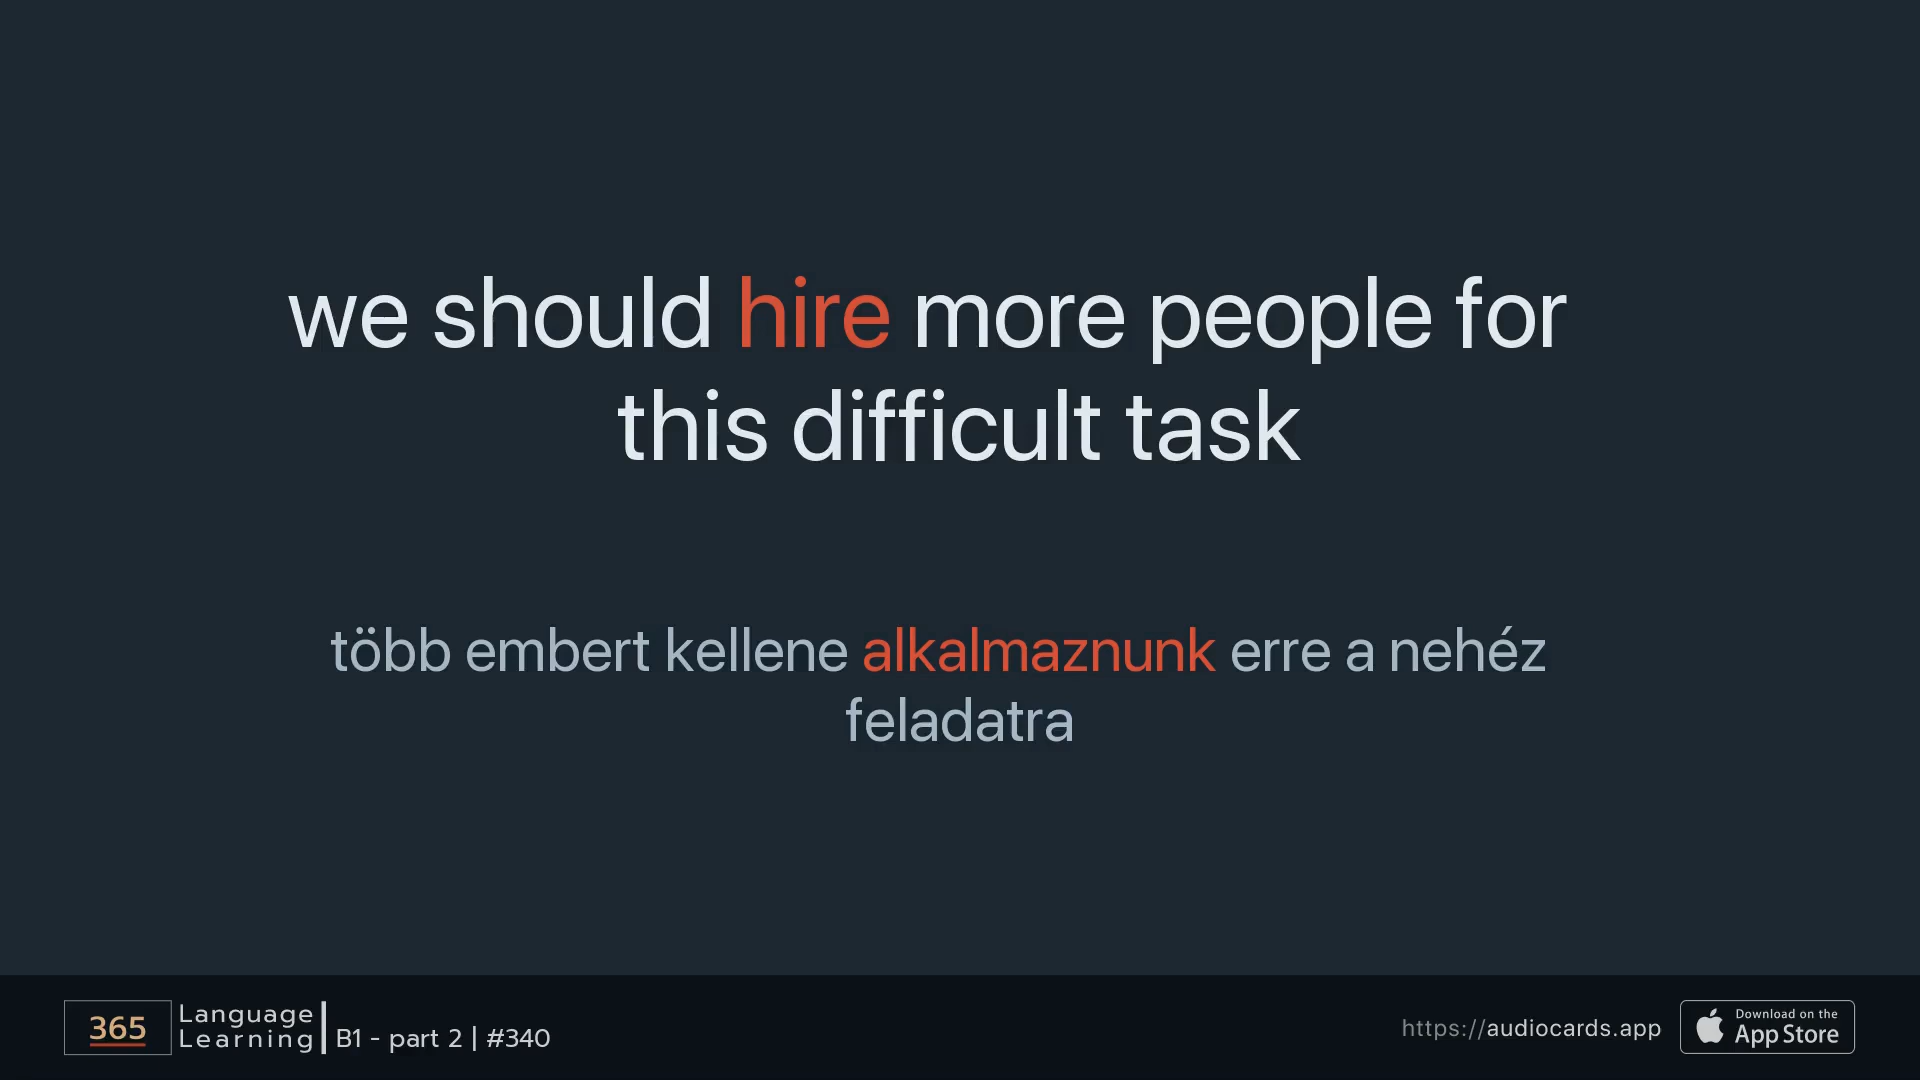 we should hire more people for
this difficult task
több embert kellene alkalmaznunk erre a nehéz
feladatra
365
Language
Learning
B1 - part 2 | #340
https://audiocards.app
Download on the
App Store